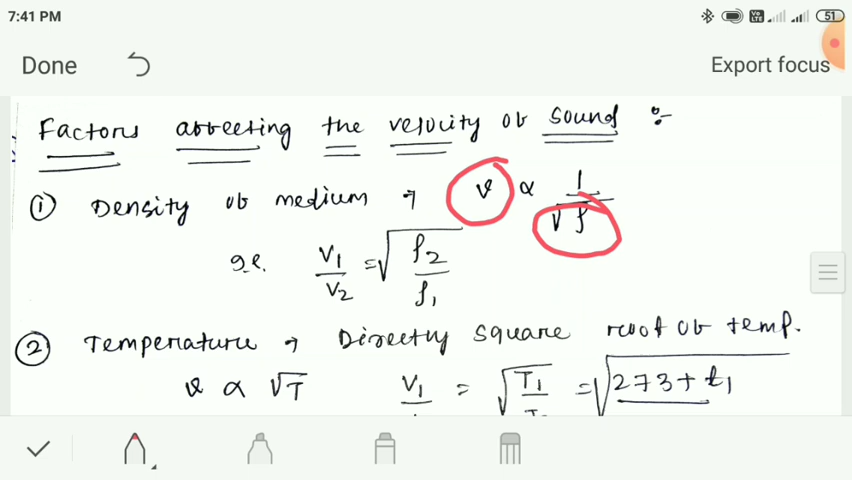 7:41 PM
51
Done
Export focus
Factors affecting the velocity of sound :-
① Density of medium → v ∝ 1/√ρ
i.e. V1/V2 = √ρ2/ρ1
② Temperature → Directly square root of temp.
v ∝ √T V1 = √T1 = √273+t1